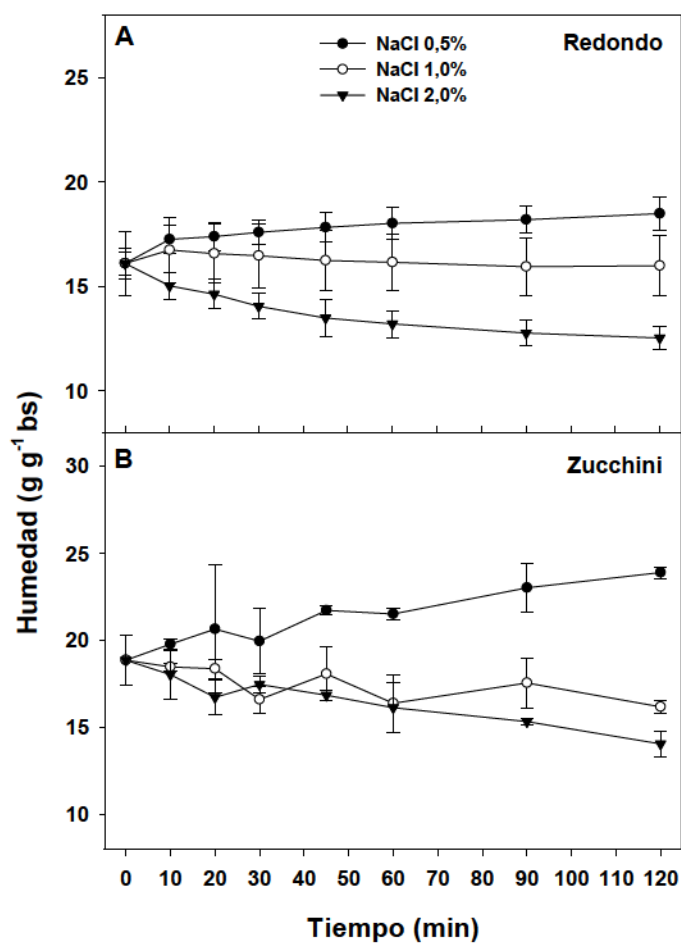 A
NaCl 0,5%
NaCl 1,0%
NaCl 2,0%
Redondo
25
20
15
10
B
Zucchini
30
25
20
15
10
Humedad (g g⁻¹ bs)
0 10 20 30 40 50 60 70 80 90 100 110 120
Tiempo (min)